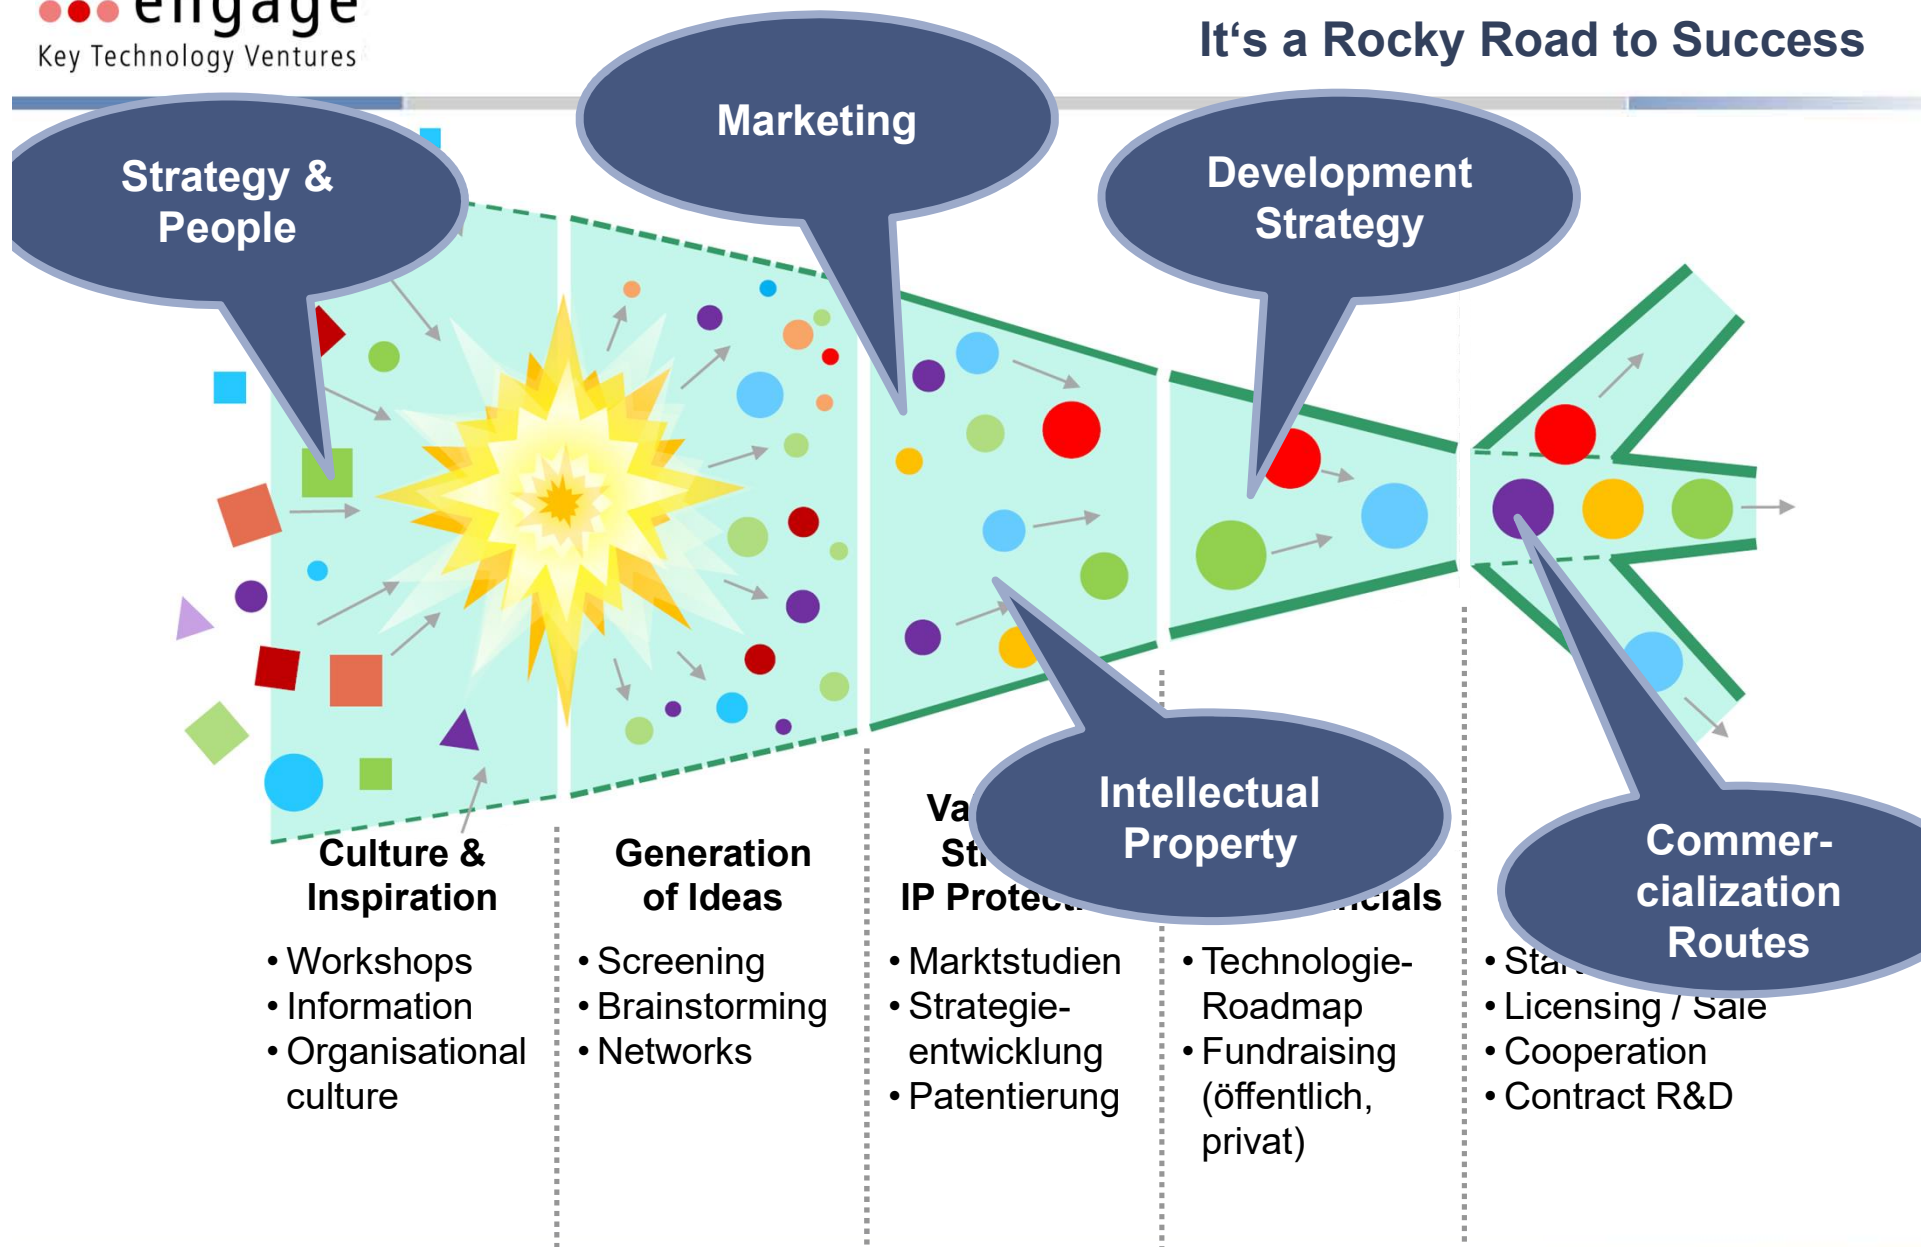 engage
Key Technology Ventures
It‘s a Rocky Road to Success
Strategy &
People
Marketing
Development
Strategy
Intellectual
Property
Commer-
cialization
Routes
Culture &
Inspiration
• Workshops
• Information
• Organisational
culture
Generation
of Ideas
• Screening
• Brainstorming
• Networks
IP
• Marktstudien
• Strategie-
entwicklung
• Patentierung
• Technologie-
Roadmap
• Fundraising
(öffentlich,
privat)
• Licensing / Sale
• Cooperation
• Contract R&D